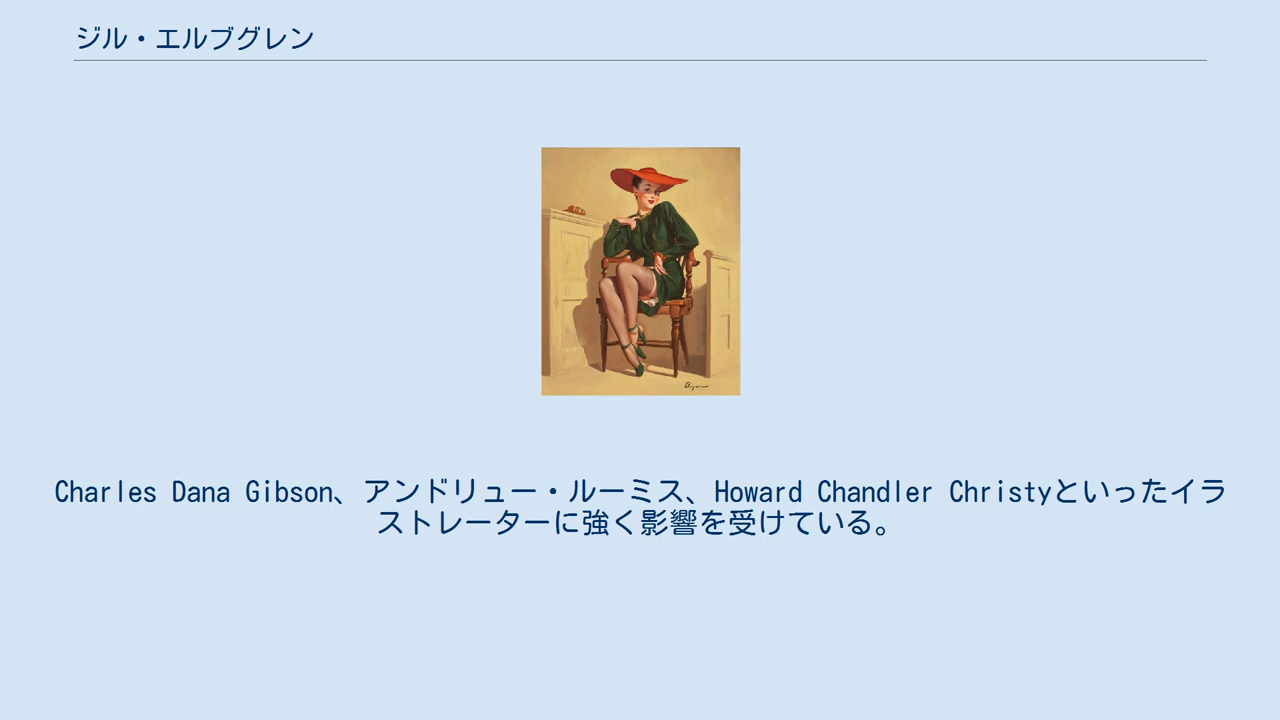 ジル・エルブグレン
Charles Dana Gibson、アンドリュー・ルーミス、Howard Chandler Christyといったイラ
ストレーターに強く影響を受けている。